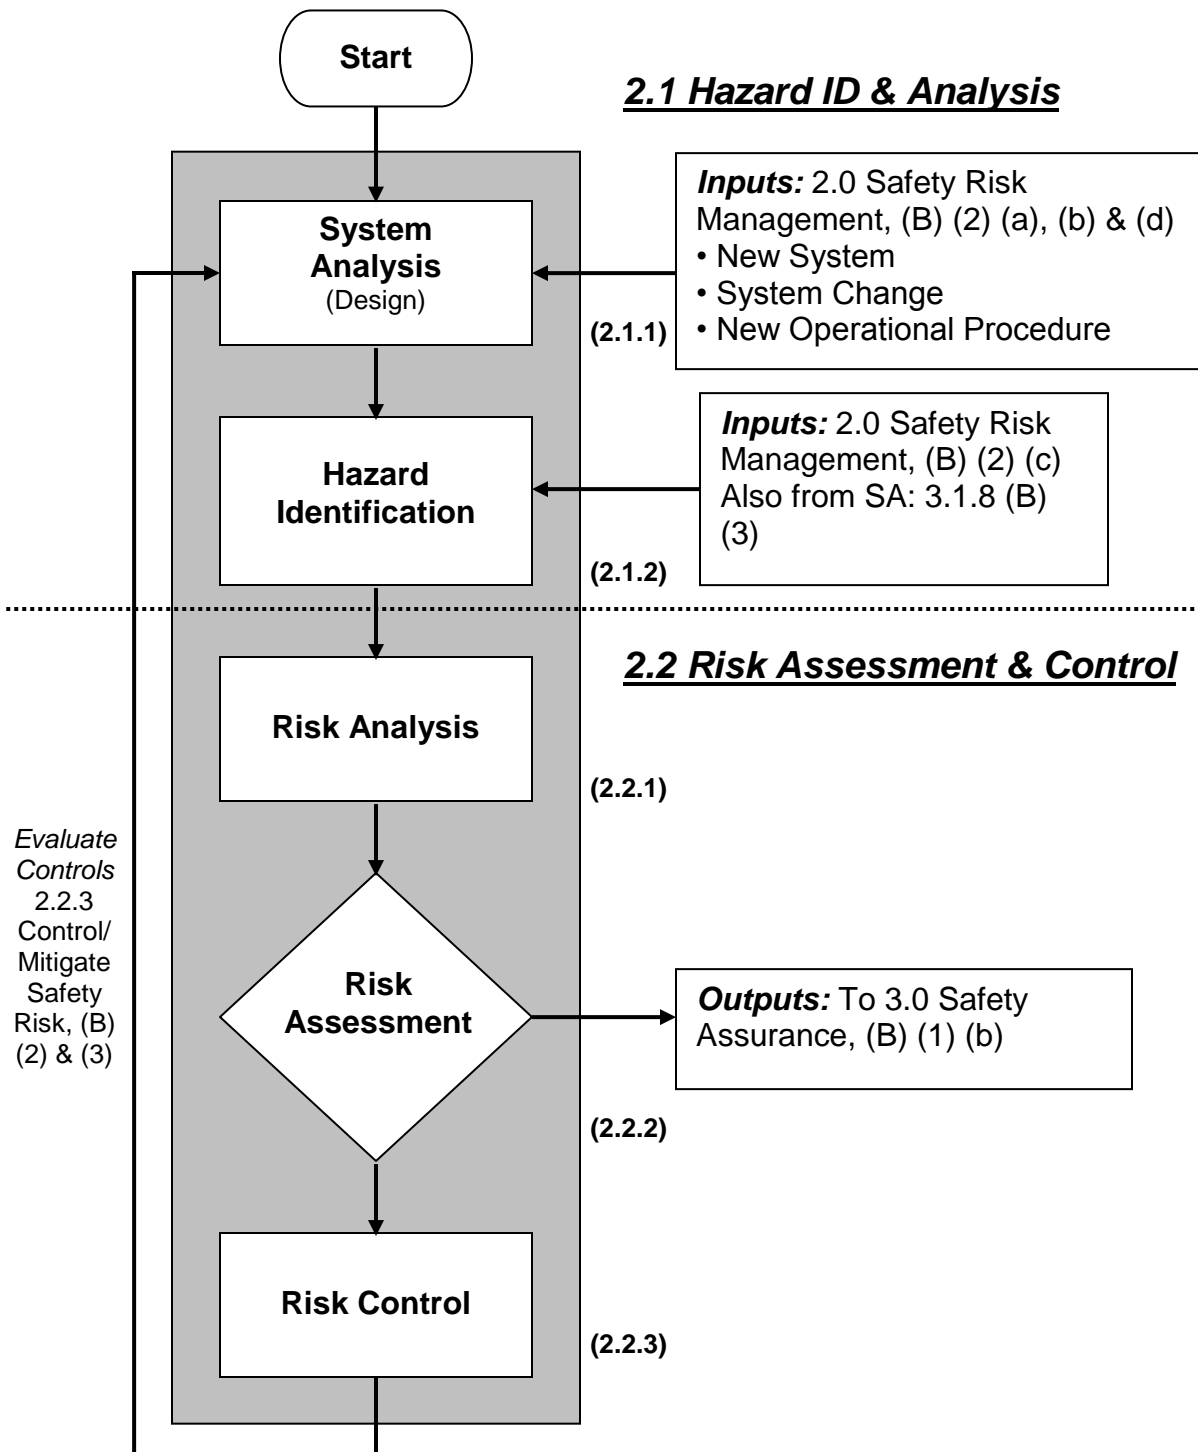 Start
2.1 Hazard ID & Analysis
System
Analysis
(Design)
(2.1.1)
Inputs: 2.0 Safety Risk
Management, (B) (2) (a), (b) & (d)
• New System
• System Change
• New Operational Procedure
Hazard
Identification
(2.1.2)
Inputs: 2.0 Safety Risk
Management, (B) (2) (c)
Also from SA: 3.1.8 (B)
(3)
2.2 Risk Assessment & Control
Risk Analysis
(2.2.1)
Evaluate
Controls
2.2.3
Control/
Mitigate
Safety
Risk, (B)
(2) & (3)
Risk
Assessment
(2.2.2)
Outputs: To 3.0 Safety
Assurance, (B) (1) (b)
Risk Control
(2.2.3)